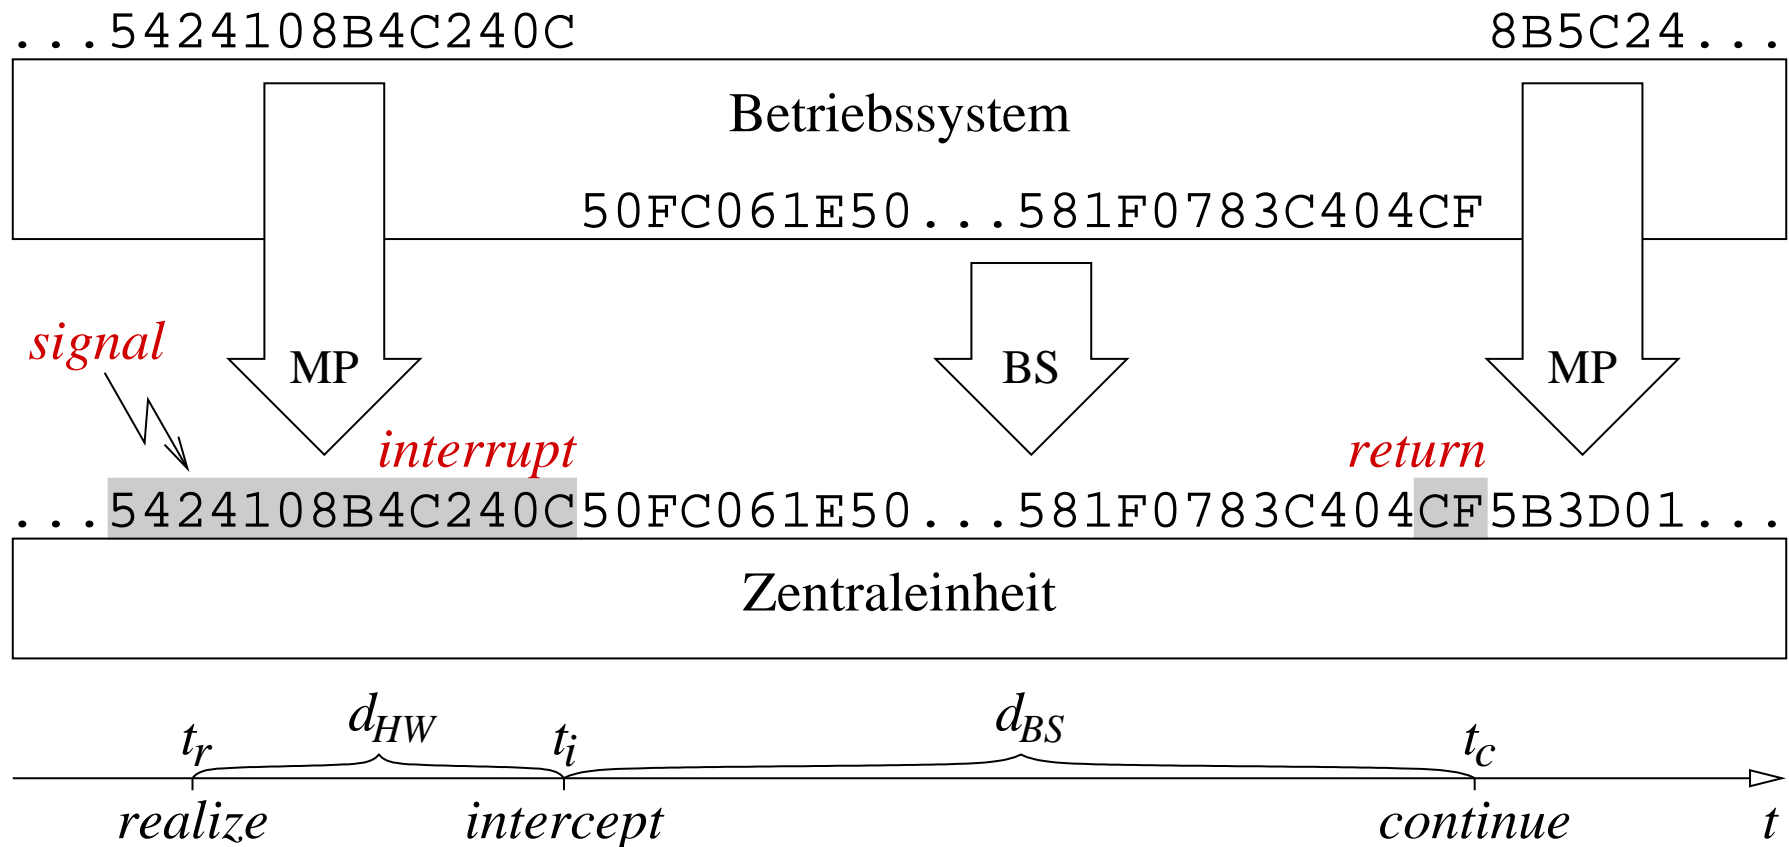 ...5424108B4C240C 8B5C24...
Betriebssystem
50FC061E50...581F0783C404CF
signal
MP BS MP
interrupt return
...5424108B4C240C50FC061E50...581F0783C404CF5B3D01...
Zentraleinheit
d_HW d_BS
t_r t_i t_c
realize intercept continue t